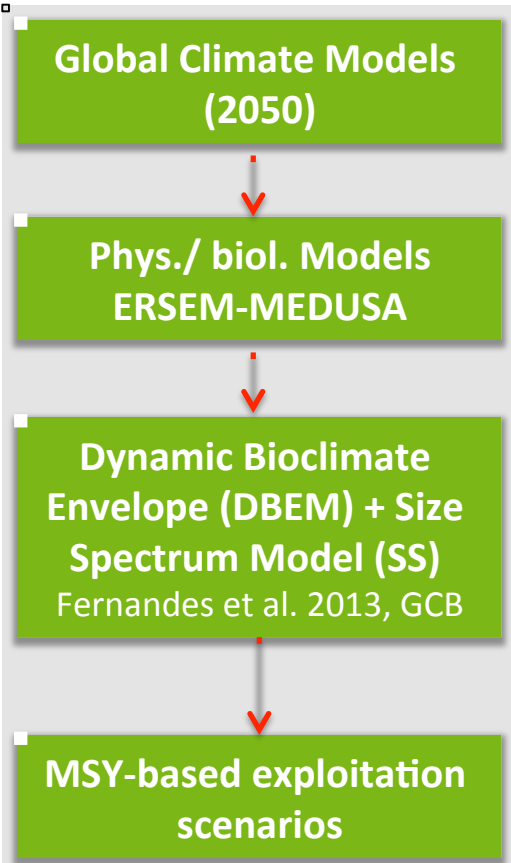 Global Climate Models
(2050)
Phys./ biol. Models
ERSEM-MEDUSA
Dynamic Bioclimate
Envelope (DBEM) + Size
Spectrum Model (SS)
Fernandes et al. 2013, GCB
MSY-based exploitation
scenarios